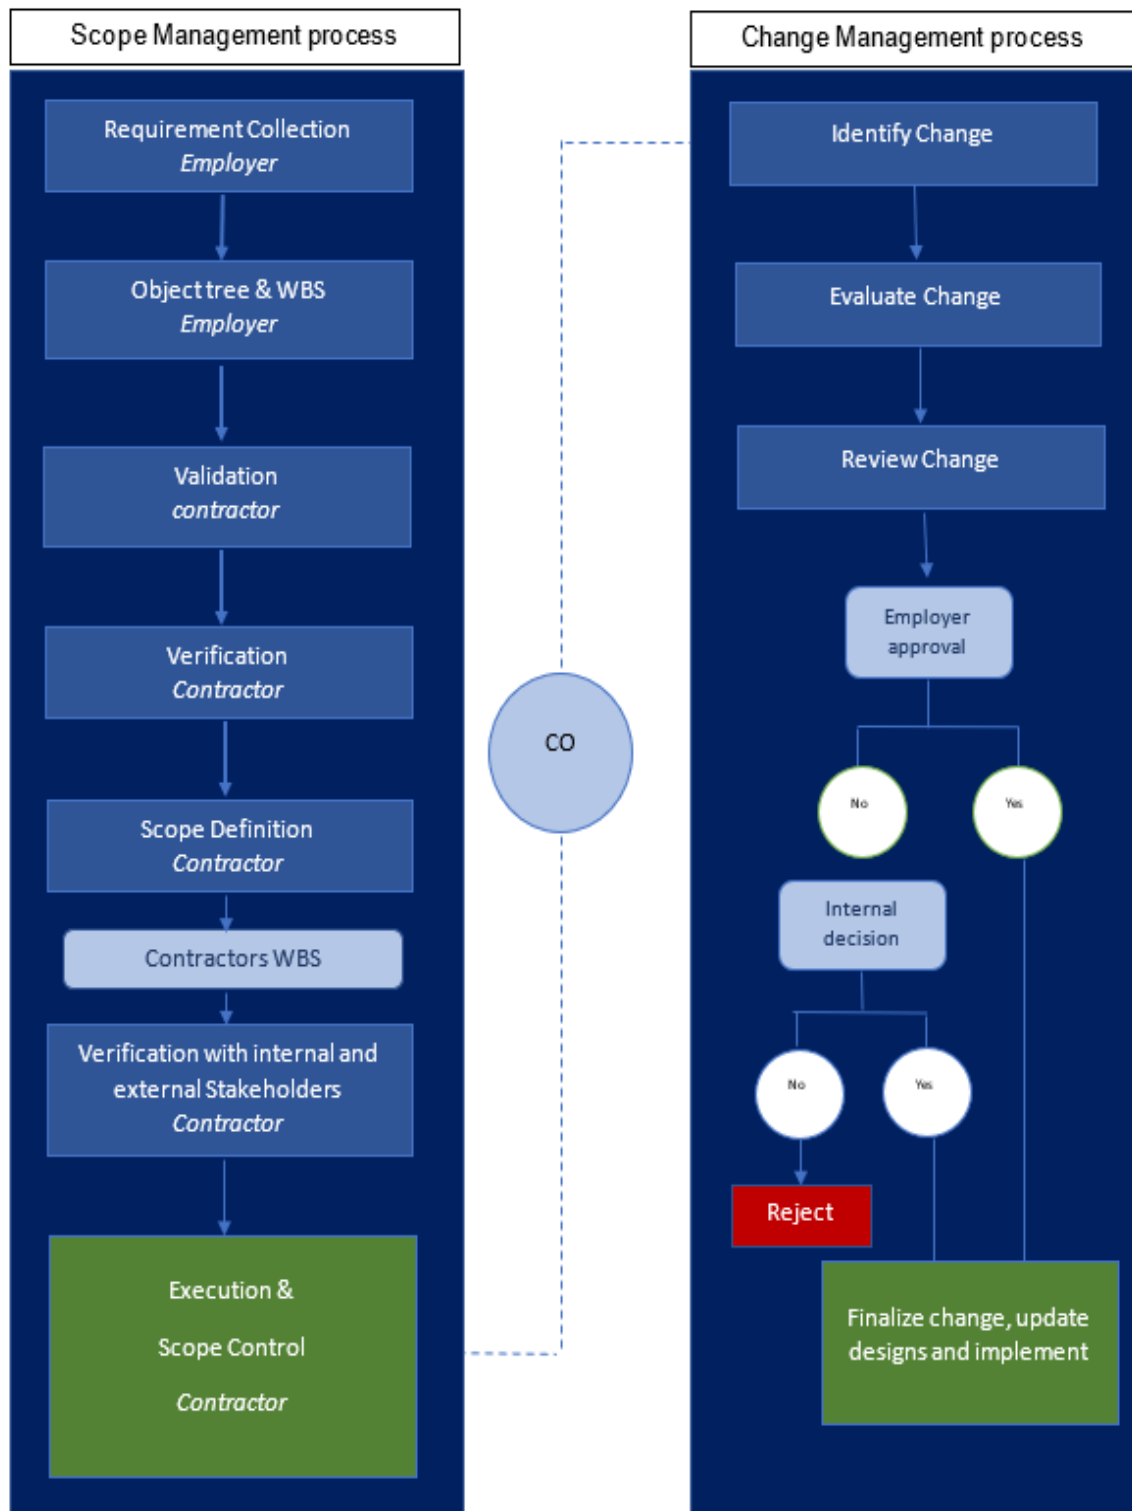 Scope Management process
Requirement Collection
Employer
Object tree & WBS
Employer
Validation
contractor
Verification
Contractor
Scope Definition
Contractor
Contractors WBS
Verification with internal and
external Stakeholders
Contractor
Execution &
Scope Control
Contractor
CO
Change Management process
Identify Change
Evaluate Change
Review Change
Employer
approval
No
Yes
Internal
decision
No
Yes
Reject
Finalize change, update
designs and implement